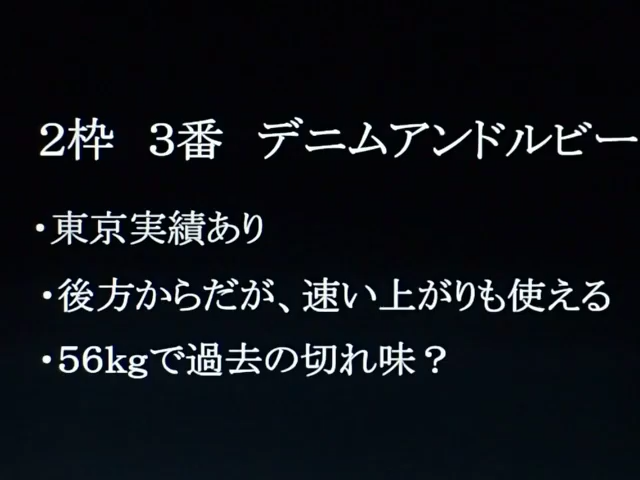 2枠　3番　デニムアンドルビー
・東京実績あり
・後方からだが、速い上がりも使える
・56kgで過去の切れ味？